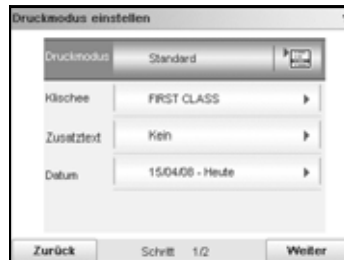 Druckmodus einstellen
Druckmodus Standard
Klischee FIRST CLASS
Zusatztext Kein
Datum 15/04/08 - Heute
Zurück Schritt 1/2 Weiter